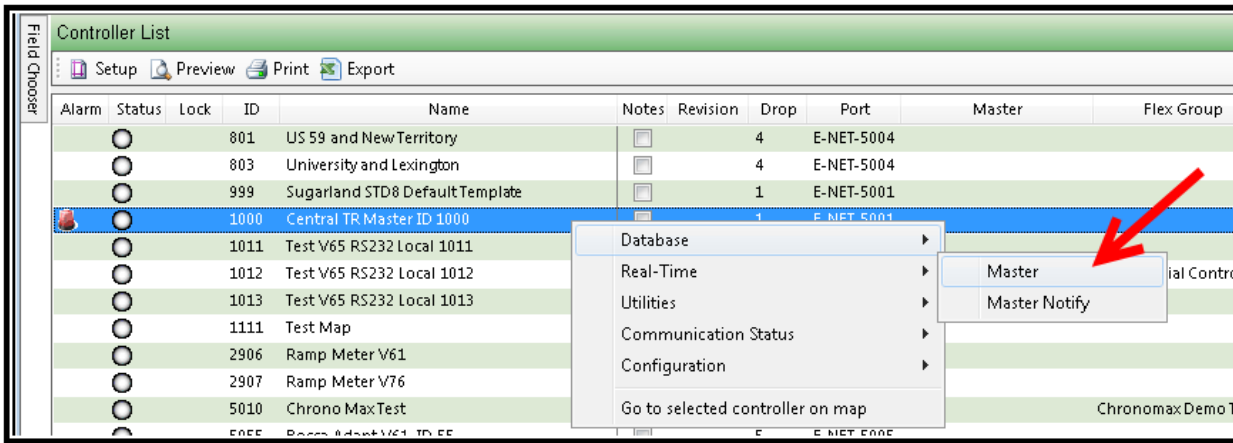 Field Chooser
Controller List
Setup Preview Print Export
Alarm Status Lock ID Name Notes Revision Drop Port Master Flex Group
801 US 59 and New Territory 4 E-NET-5004
803 University and Lexington 4 E-NET-5004
999 Sugarland STD8 Default Template 1 E-NET-5001
1000 Central TR Master ID 1000 1 E-NET-5001
1011 Test V65 RS232 Local 1011
1012 Test V65 RS232 Local 1012
1013 Test V65 RS232 Local 1013
1111 Test Map
2906 Ramp Meter V61
2907 Ramp Meter V76
5010 Chrono Max Test Chronomax Demo
Database
Real-Time
Utilities
Communication Status
Configuration
Go to selected controller on map
Master
Master Notify